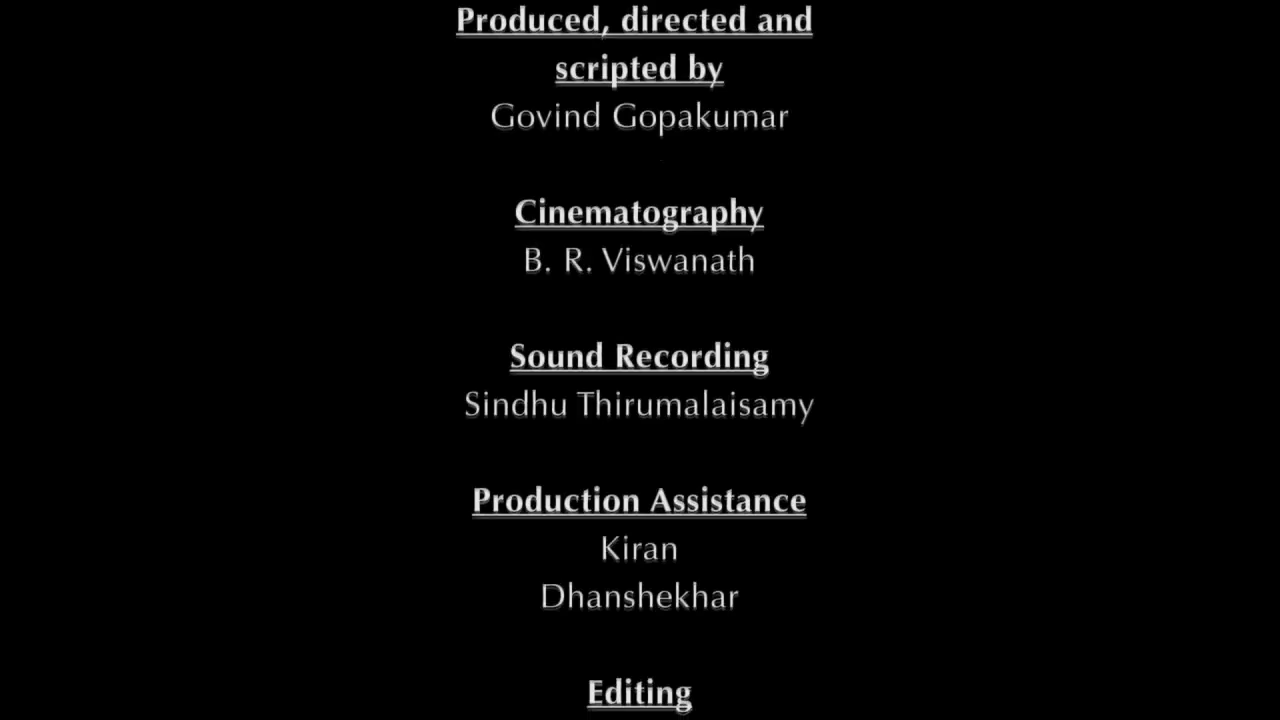 Produced, directed and
scripted by
Govind Gopakumar
Cinematography
B. R. Viswanath
Sound Recording
Sindhu Thirumalaisamy
Production Assistance
Kiran
Dhanshekhar
Editing